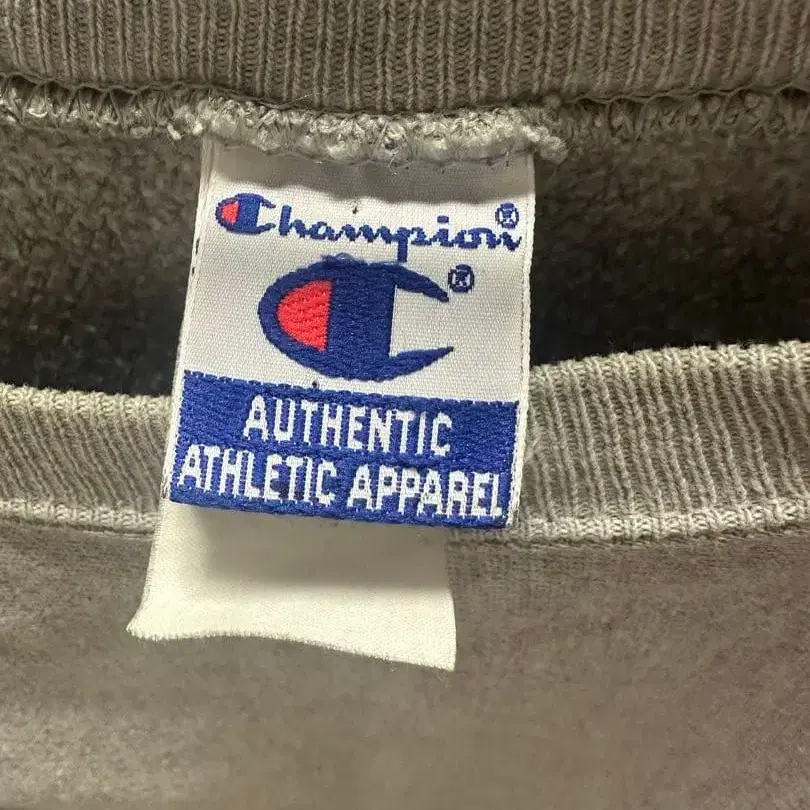 Champion®
®
AUTHENTIC
ATHLETIC APPAREL